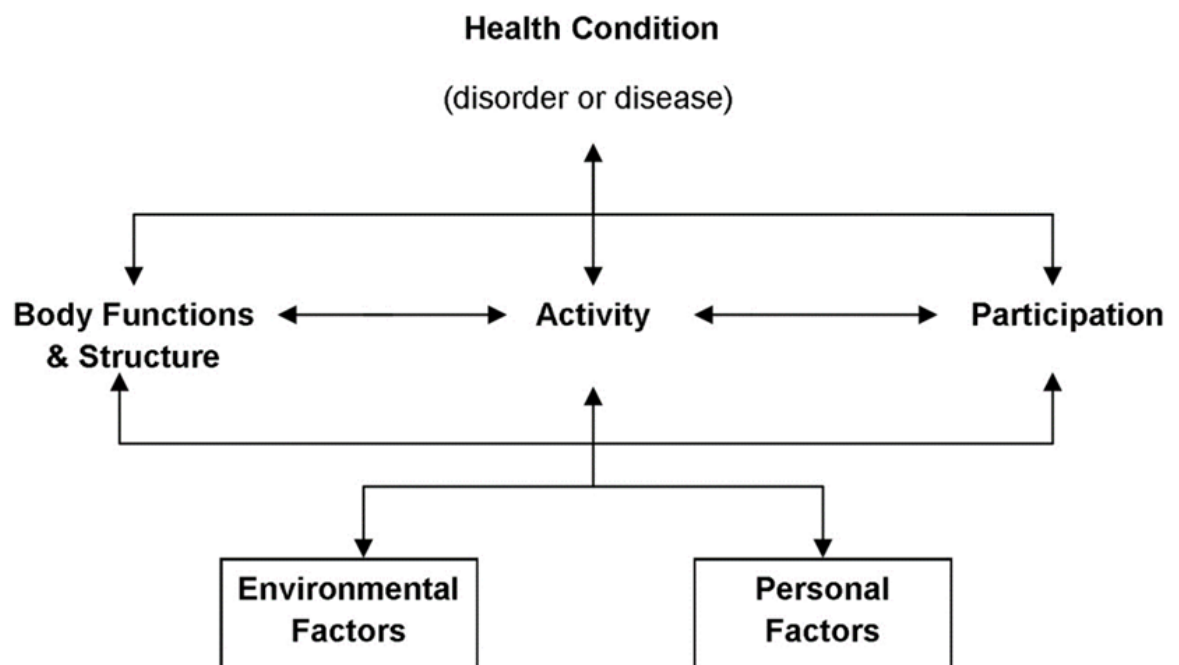 Health Condition
(disorder or disease)
Body Functions
& Structure
Activity
Participation
Environmental
Factors
Personal
Factors